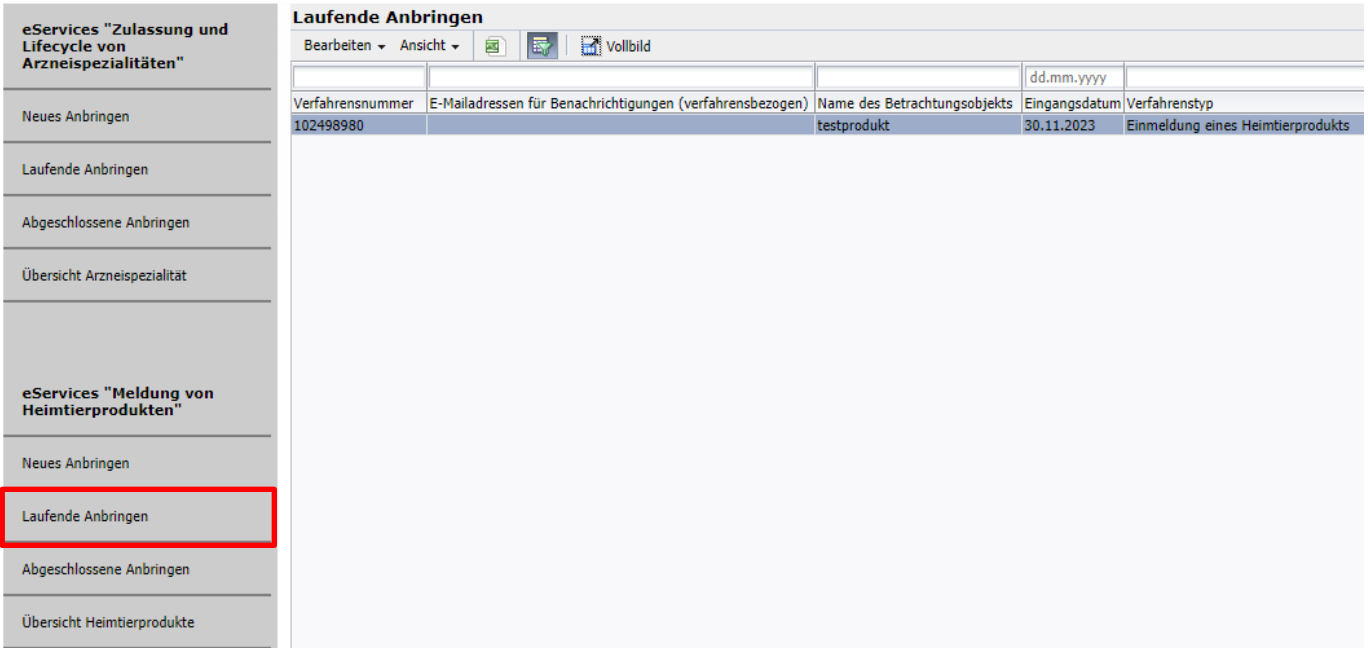 eServices "Zulassung und
Lifecycle von
Arzneispezialitäten"
Neues Anbringen
Laufende Anbringen
Abgeschlossene Anbringen
Übersicht Arzneispezialität
eServices "Meldung von
Heimtierprodukten"
Neues Anbringen
Laufende Anbringen
Abgeschlossene Anbringen
Übersicht Heimtierprodukte
Laufende Anbringen
Bearbeiten Ansicht Vollbild
dd.mm.yyyy
Verfahrensnummer E-Mailadressen für Benachrichtigungen (verfahrensbezogen) Name des Betrachtungsobjekts Eingangsdatum Verfahrenstyp
102498980 testprodukt 30.11.2023 Einmeldung eines Heimtierprodukts